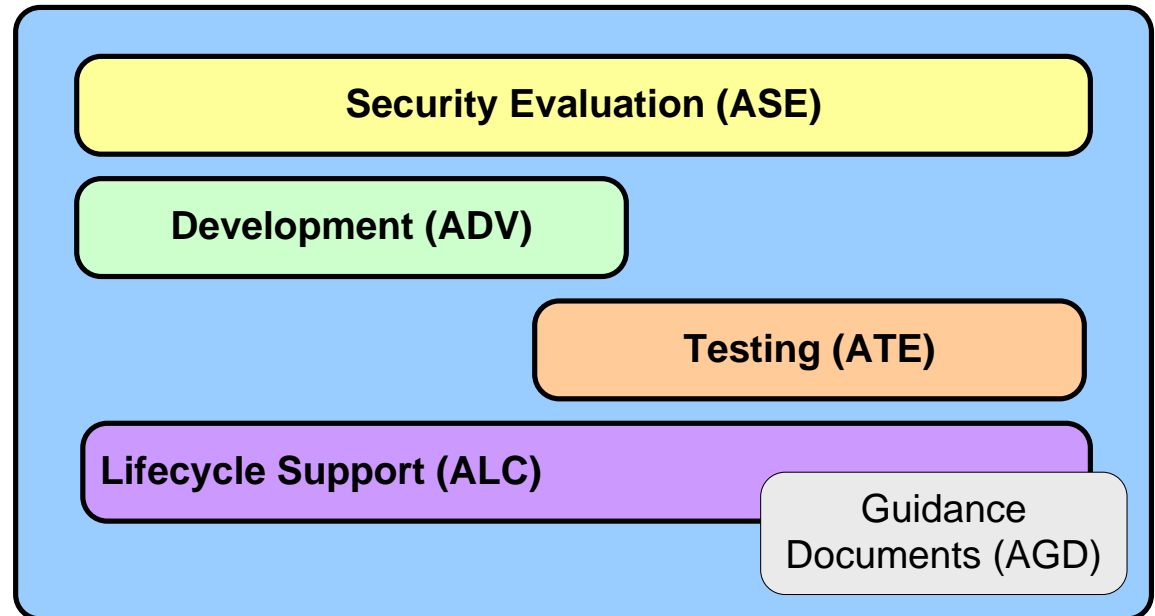 Security Evaluation (ASE)
Development (ADV)
Testing (ATE)
Lifecycle Support (ALC)
Guidance
Documents (AGD)